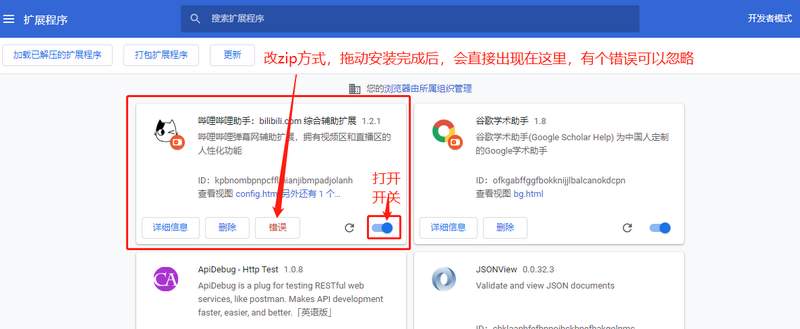 扩展程序
搜索扩展程序
开发者模式
加载已解压的扩展程序
打包扩展程序
更新
改zip方式，拖动安装完成后，会直接出现在这里，有个错误可以忽略
您的浏览器由所属组织管理
哔哩哔哩助手：bilibili.com 综合辅助扩展 1.2.1
哔哩哔哩弹幕网辅助扩展，拥有视频区和直播区的
人性化功能
查看视图 另外还有 1 个…
打开
开关
详细信息
删除
错误
谷歌学术助手 1.8
谷歌学术助手(Google Scholar Help) 为中国人定制
的Google学术助手
ID：ofkgabffggfbokknijjlbalcanokdcpn
查看视图 bg.html
详细信息
删除
ApiDebug - Http Test 1.0.8
ApiDebug is a plug for testing RESTful web
services, like postman. Makes API development
faster, easier, and better.「英语版」
JSONView 0.0.32.3
Validate and view JSON documents